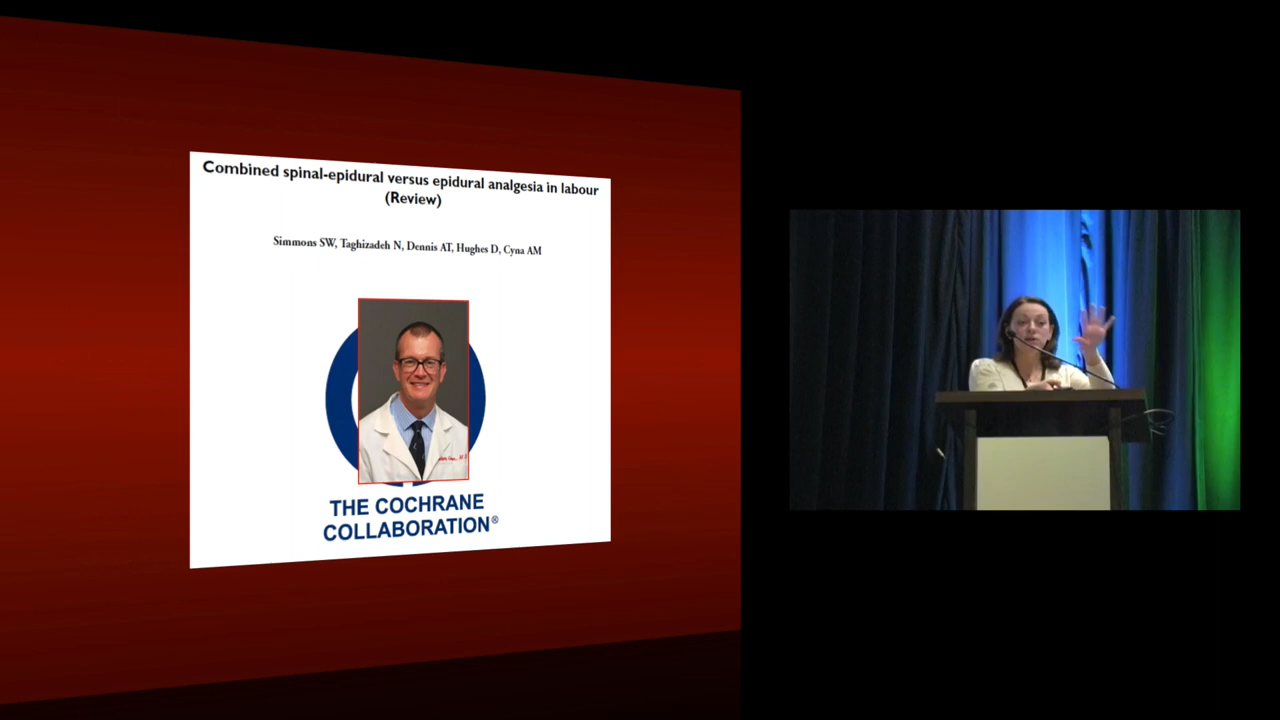 Combined spinal-epidural versus epidural analgesia in labour
(Review)
Simmons SW, Taghizadeh N, Dennis AT, Hughes D, Cyna AM
THE COCHRANE
COLLABORATION®